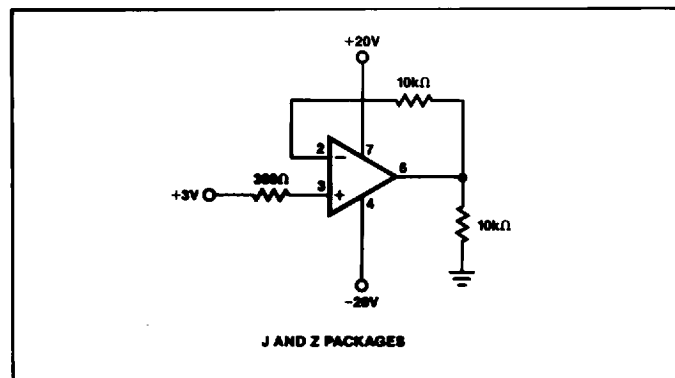 +20V
10kΩ
2
7
−
6
+3V
3
+
4
10kΩ
-20V
J AND Z PACKAGES